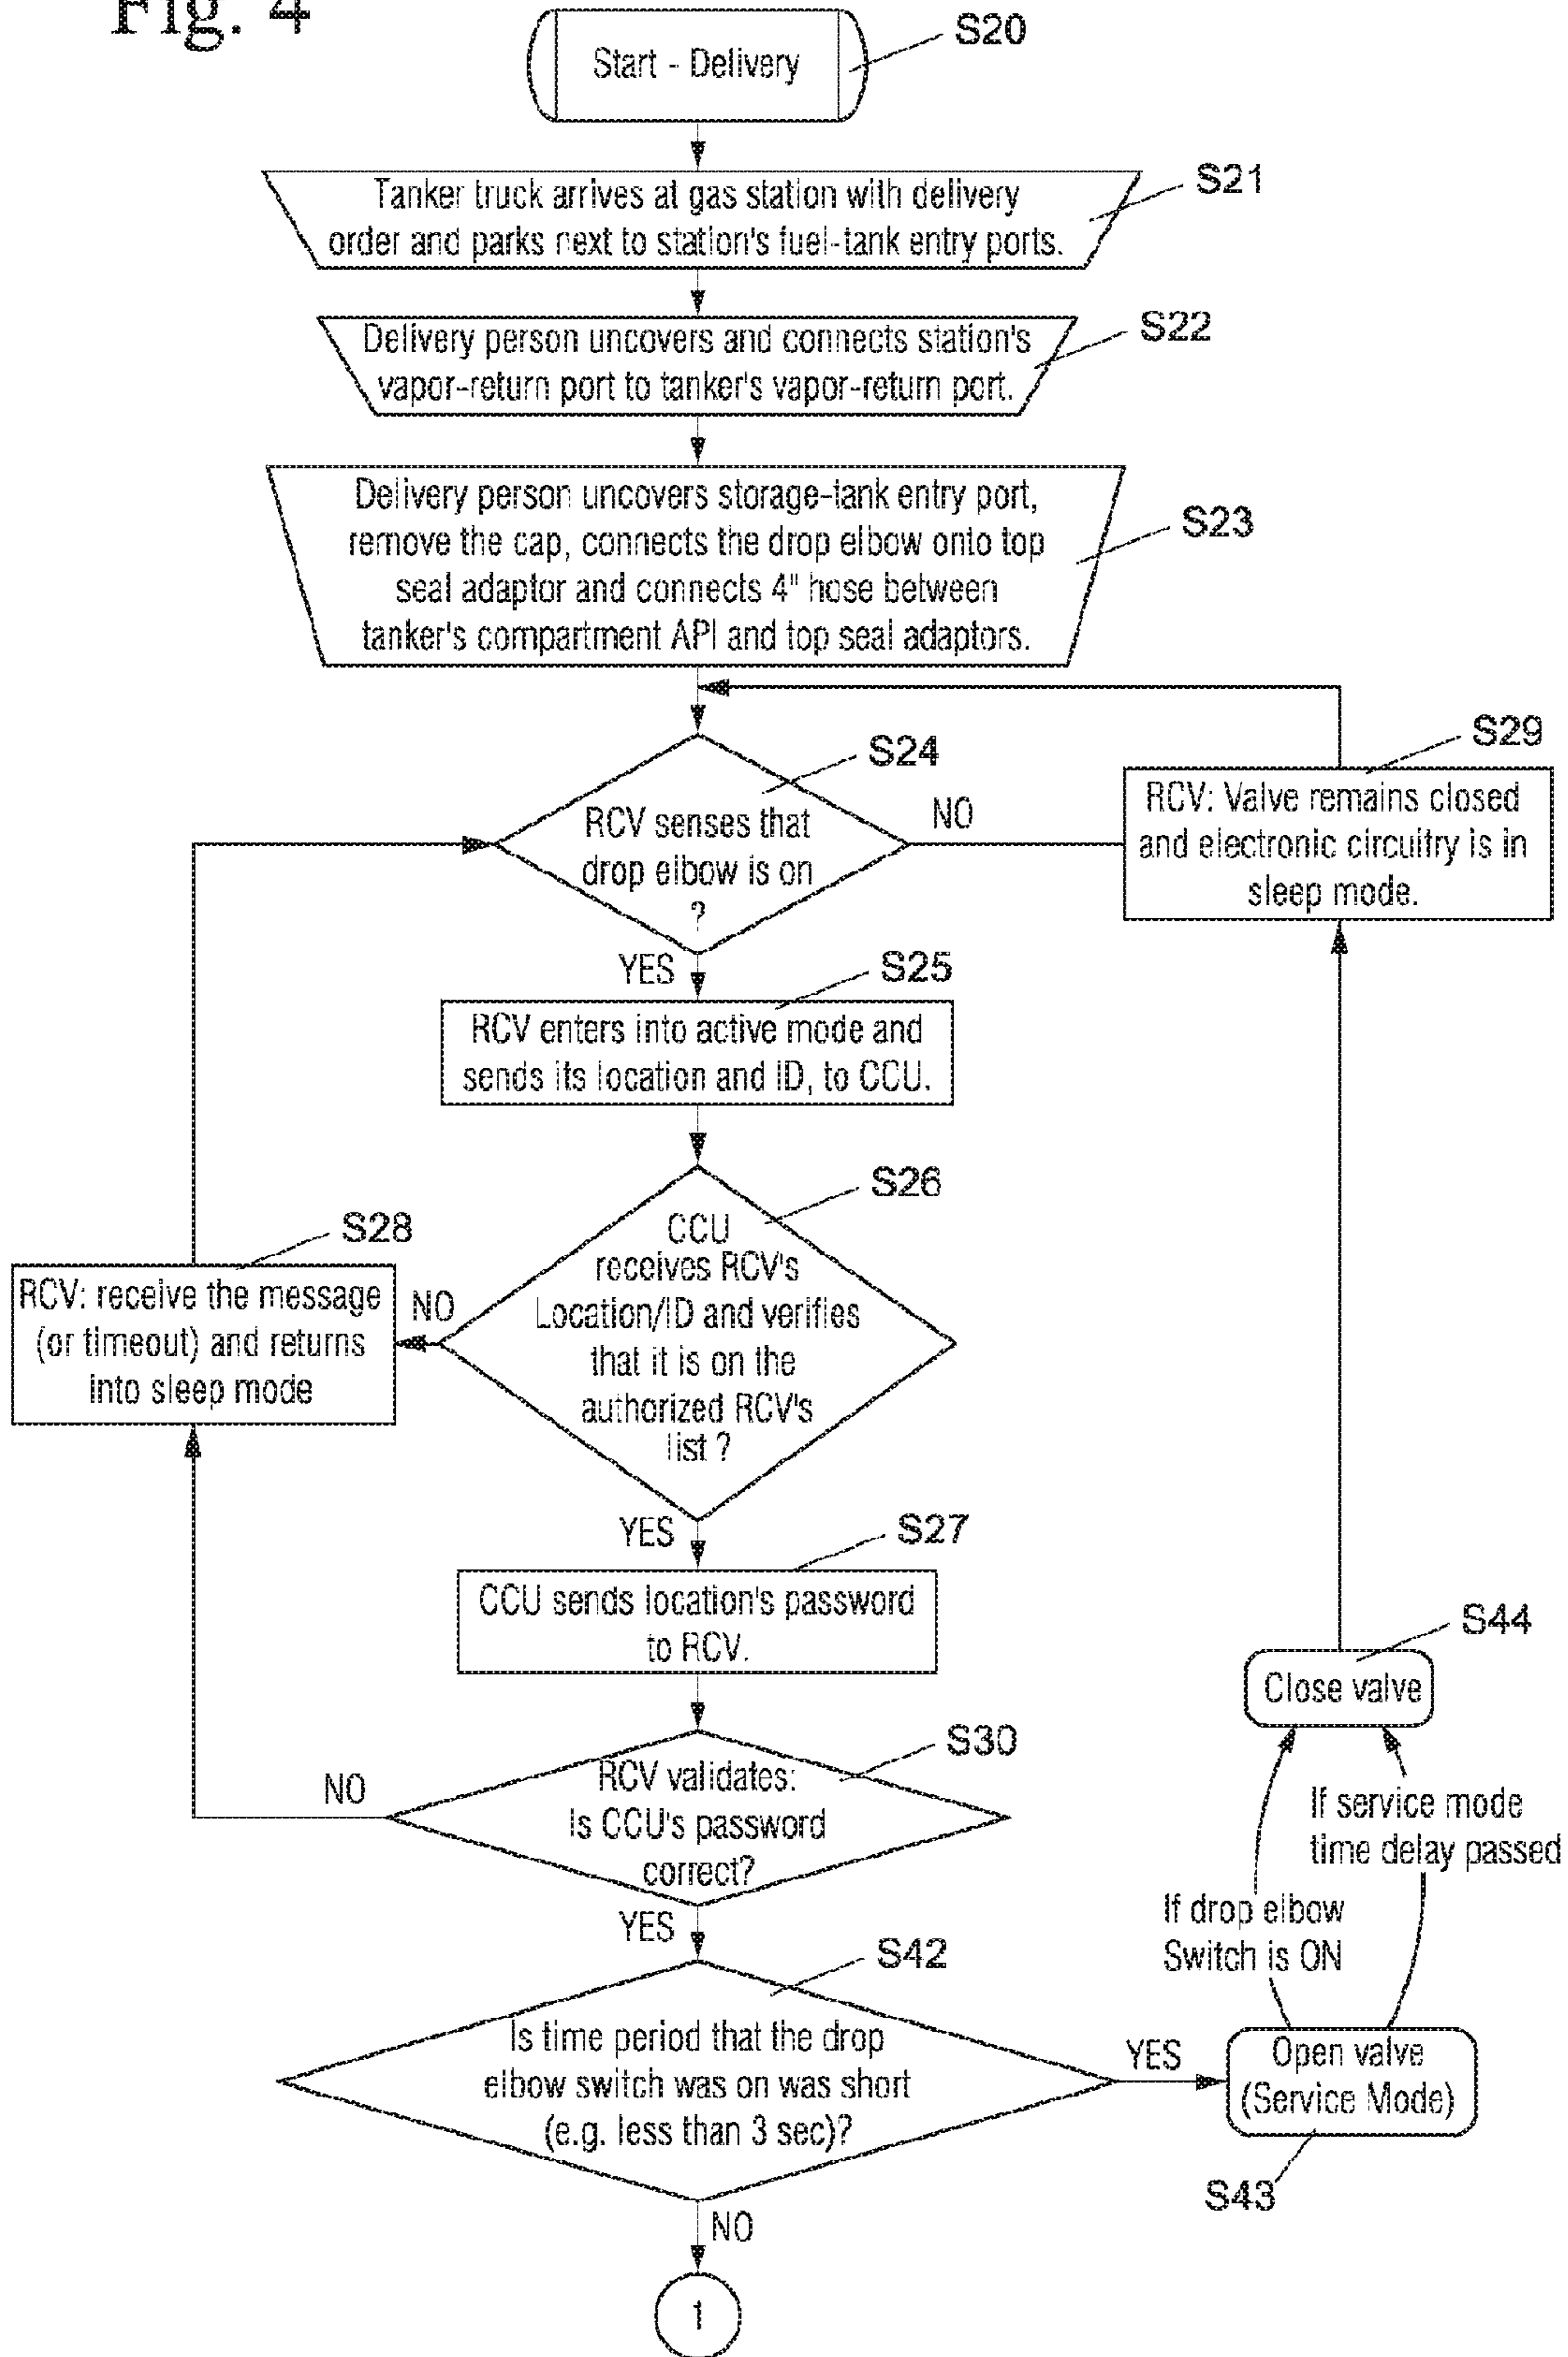 Fig. 4
S20
Start - Delivery
S21
Tanker truck arrives at gas station with delivery
order and parks next to station's fuel-tank entry ports.
S22
Delivery person uncovers and connects station's
vapor-return port to tanker's vapor-return port.
S23
Delivery person uncovers storage-tank entry port,
remove the cap, connects the drop elbow onto top
seal adaptor and connects 4" hose between
tanker's compartment API and top seal adaptors.
S24
RCV senses that
drop elbow is on
?
NO
S29
RCV: Valve remains closed
and electronic circuitry is in
sleep mode.
YES
S25
RCV enters into active mode and
sends its location and ID, to CCU.
S26
CCU
receives RCV's
Location/ID and verifies
that it is on the
authorized RCV's
list ?
NO
S28
RCV: receive the message
(or timeout) and returns
into sleep mode
YES
S27
CCU sends location's password
to RCV.
S30
RCV validates:
Is CCU's password
correct?
NO
YES
S42
Is time period that the drop
elbow switch was on was short
(e.g. less than 3 sec)?
YES
S44
Close valve
If service mode
time delay passed
If drop elbow
Switch is ON
Open valve
(Service Mode)
S43
NO
1